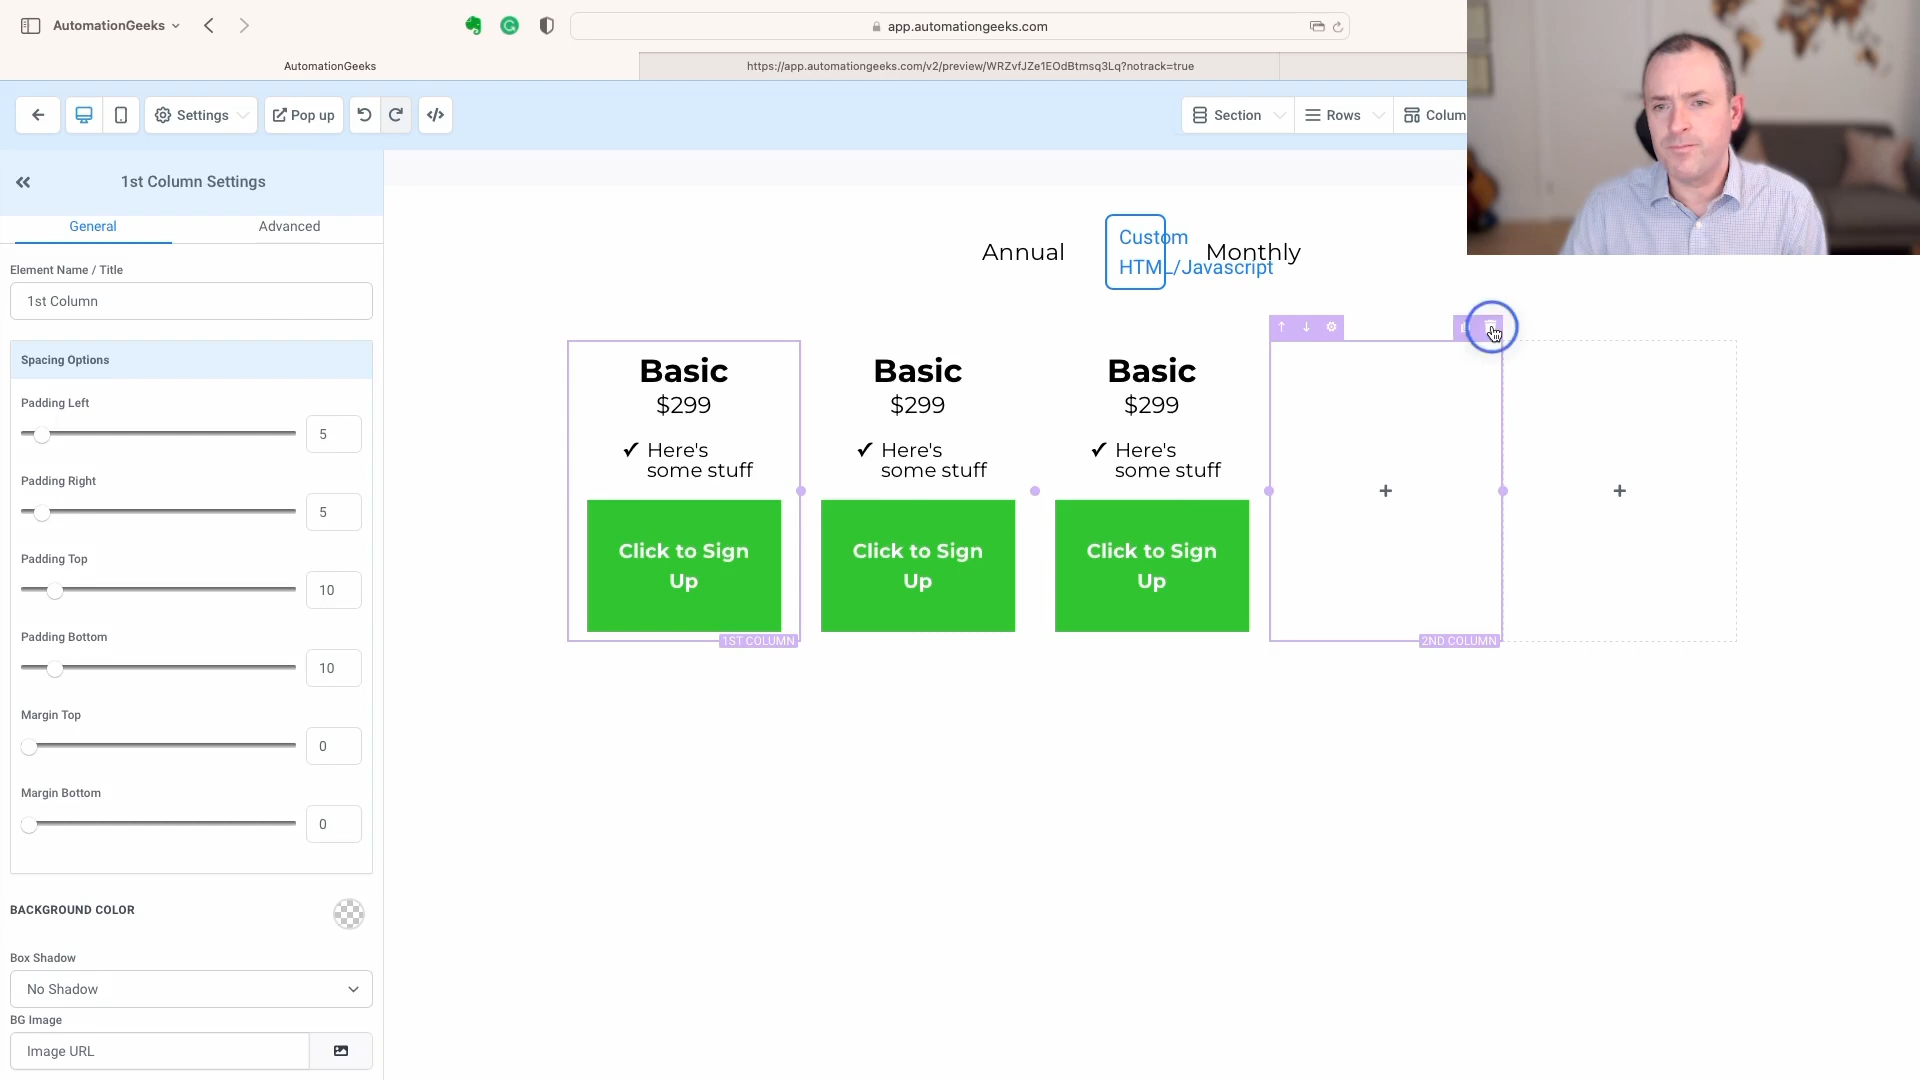 AutomationGeeks
app.automationgeeks.com
AutomationGeeks
https://app.automationgeeks.com/v2/preview/WRZvfJZe1EOdBtmsq3Lq?notrack=true
Settings
Pop up
Section
Rows
Colum
1st Column Settings
General
Advanced
Element Name / Title
1st Column
Spacing Options
Padding Left
5
Padding Right
5
Padding Top
10
Padding Bottom
10
Margin Top
0
Margin Bottom
0
BACKGROUND COLOR
Box Shadow
No Shadow
BG Image
Image URL
Annual
Custom
HTML/Javascript
Monthly
Basic
$299
✓ Here's
some stuff
Click to Sign
Up
1ST COLUMN
Basic
$299
✓ Here's
some stuff
Click to Sign
Up
Basic
$299
✓ Here's
some stuff
Click to Sign
Up
2ND COLUMN